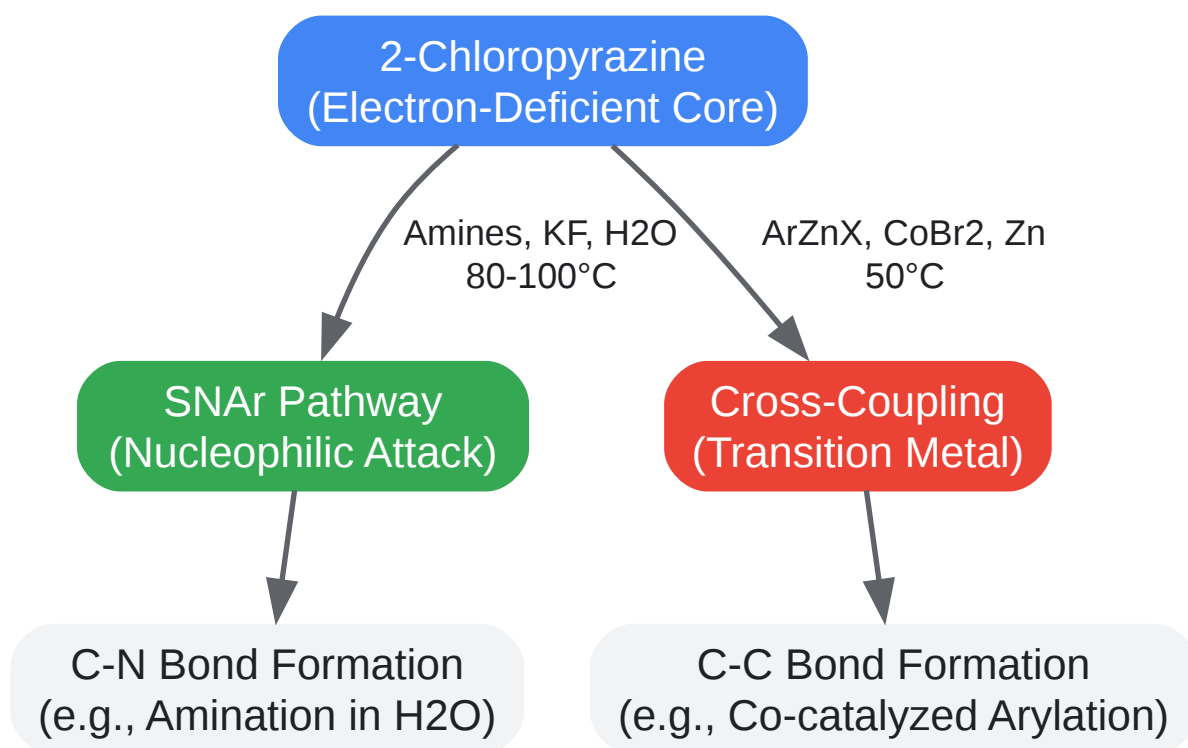 2-Chloropyrazine
(Electron-Deficient Core)
Amines, KF, H2O
80-100°C
ArZnX, CoBr2, Zn
50°C
SNAr Pathway
(Nucleophilic Attack)
Cross-Coupling
(Transition Metal)
C-N Bond Formation
(e.g., Amination in H2O)
C-C Bond Formation
(e.g., Co-catalyzed Arylation)